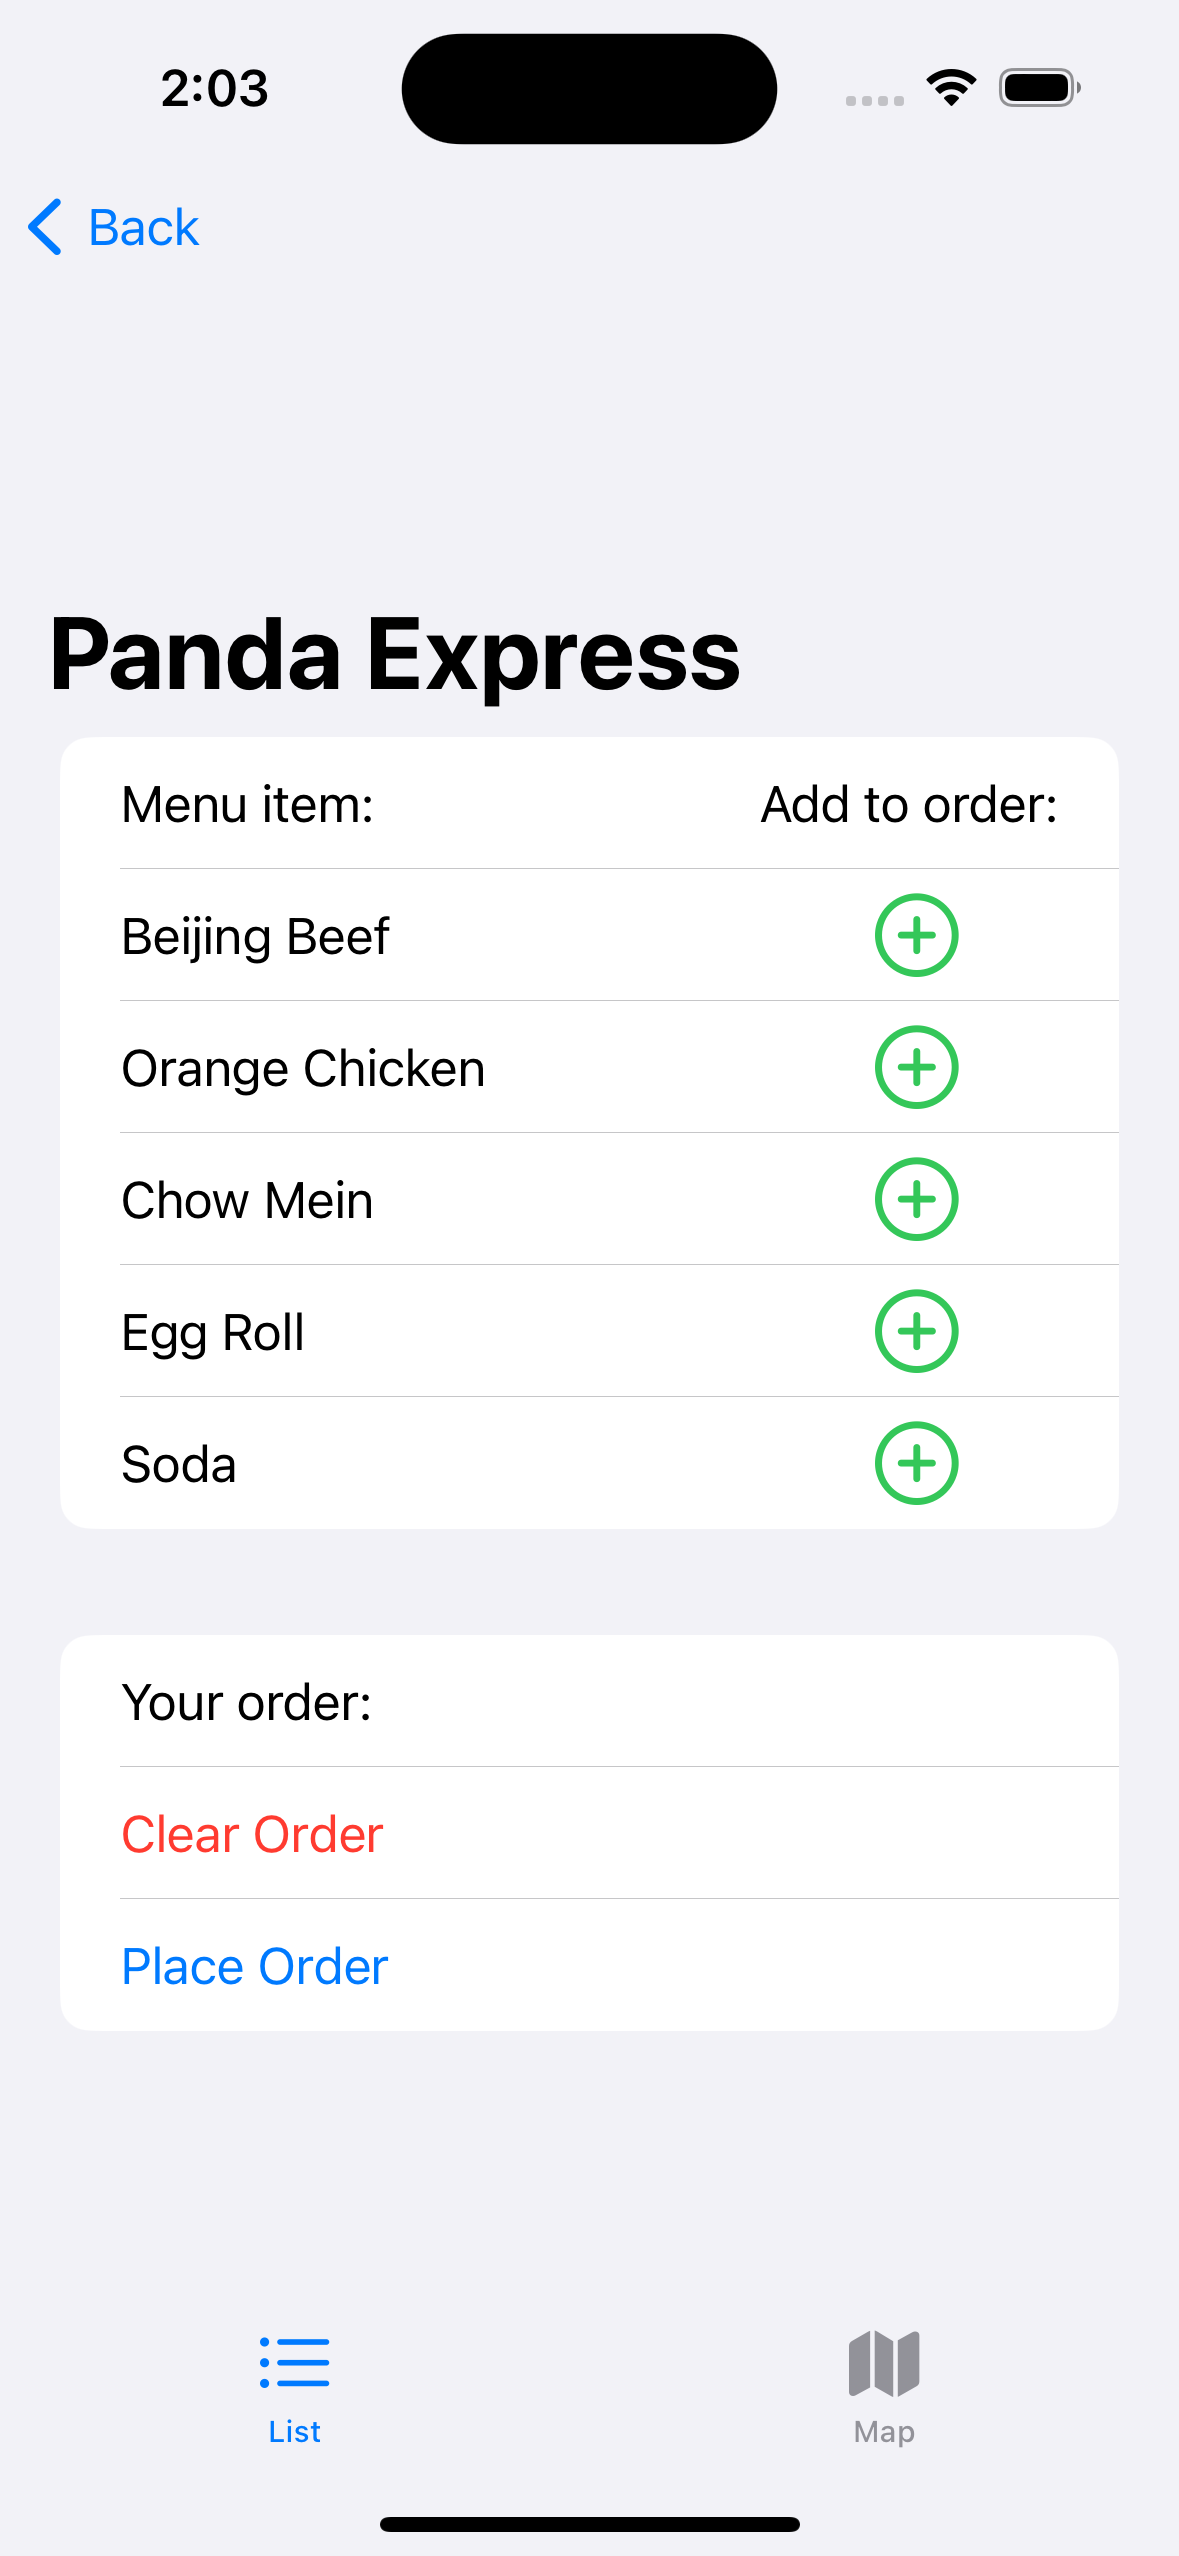 2:03
Back
Panda Express
Menu item: Add to order:
Beijing Beef
Orange Chicken
Chow Mein
Egg Roll
Soda
Your order:
Clear Order
Place Order
List Map